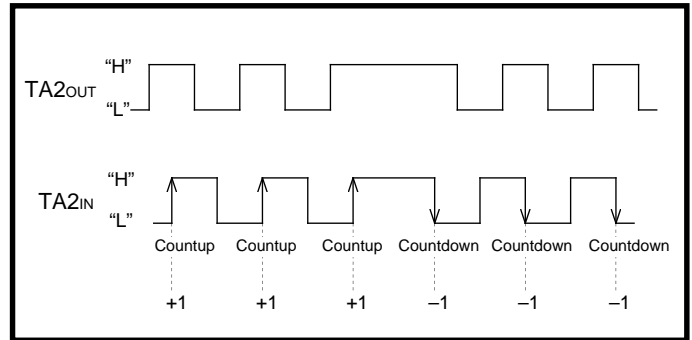 “H”
TA2OUT
“L”
“H”
TA2IN
“L”
Countup Countup Countup Countdown Countdown Countdown
+1 +1 +1 –1 –1 –1